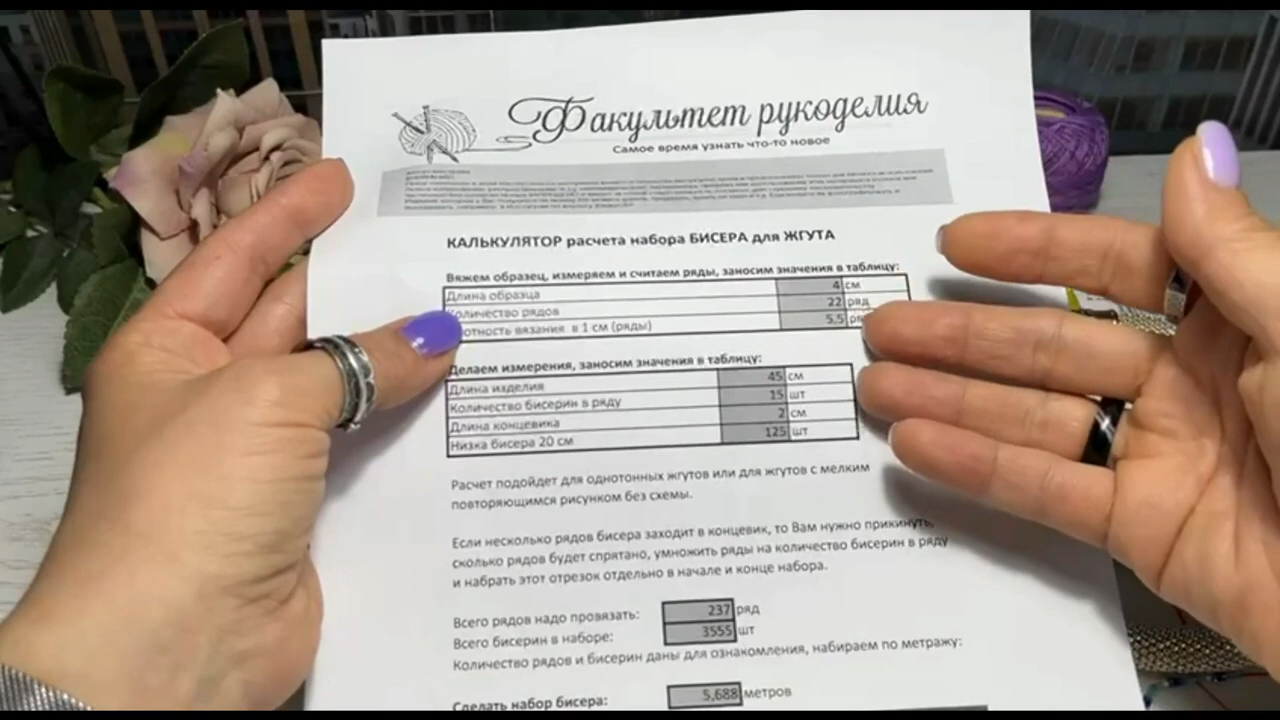 Факультет рукоделия
Самое время узнать что-то новое
КАЛЬКУЛЯТОР расчета набора БИСЕРА для ЖГУТА
Вяжем образец, измеряем и считаем ряды, заносим значения в таблицу:
Длина образца 4 см
Количество рядов 22 ряд
отность вязания в 1 см (ряды) 5,5 ря
Делаем измерения, заносим значения в таблицу:
Длина изделия 45 см
Количество бисерин в ряду 15 шт
Длина концевика 2 см
Низка бисера 20 см 125 шт
Расчет подойдет для однотонных жгутов или для жгутов с мелким
повторяющимся рисунком без схемы.
Если несколько рядов бисера заходит в концевик, то Вам нужно прикинуть,
сколько рядов будет спрятано, умножить ряды на количество бисерин в ряду
и набрать этот отрезок отдельно в начале и конце набора.
Всего рядов надо провязать: 237 ряд
Всего бисерин в наборе: 3555 шт
Количество рядов и бисерин даны для ознакомления, набираем по метражу:
Сделать набор бисера: 5,688 метров